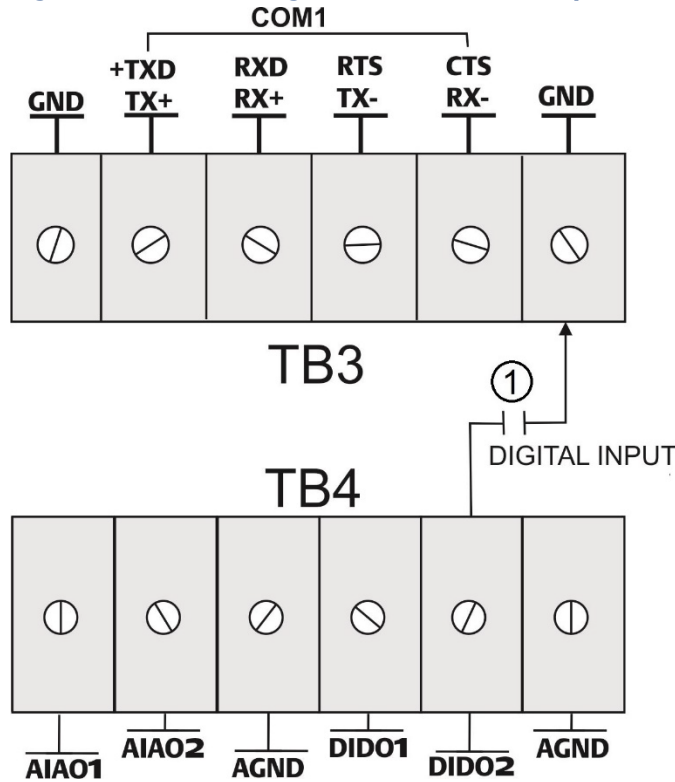 COM1
+TXD RXD RTS CTS
GND TX+ RX+ TX- RX- GND
TB3
1
DIGITAL INPUT
TB4
AIAO1 AIAO2 AGND DIDO1 DIDO2 AGND